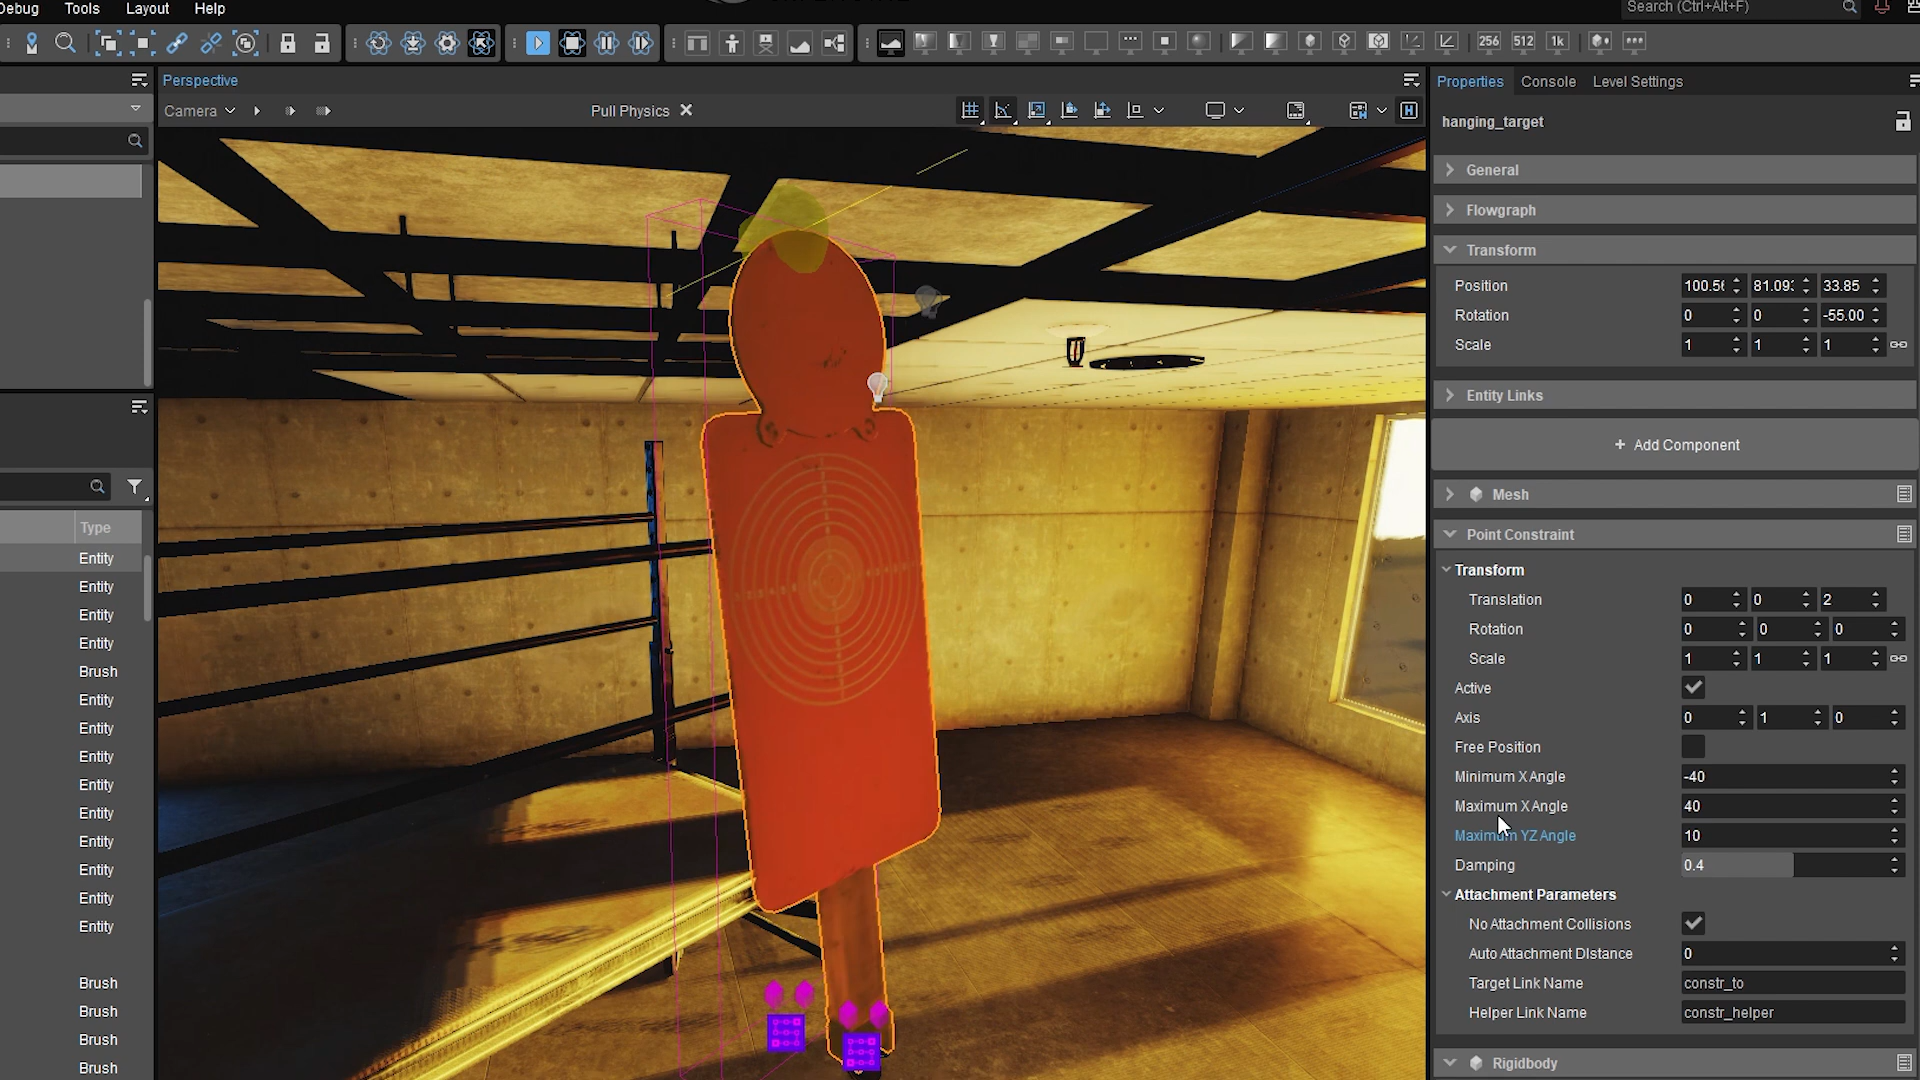 Debug Tools Layout Help
Search (Ctrl+Alt+F)
256 512 1k
Perspective
Camera
Pull Physics
Properties Console Level Settings
hanging_target
General
Flowgraph
Transform
Position 33.85
Rotation 0 0 -55.00
Scale 1 1 1
Entity Links
+ Add Component
Mesh
Point Constraint
Transform
Translation 0 0 2
Rotation 0 0 0
Scale 1 1 1
Active
Axis 0 1 0
Free Position
Minimum X Angle -40
Maximum X Angle 40
Maximum YZ Angle 10
Damping 0.4
Attachment Parameters
No Attachment Collisions
Auto Attachment DIstance 0
Target Link Name constr_to
Helper Link Name constr_helper
Rigidbody
Type
Entity
Entity
Entity
Entity
Brush
Entity
Entity
Entity
Entity
Entity
Entity
Entity
Entity
Entity
Brush
Brush
Brush
Brush